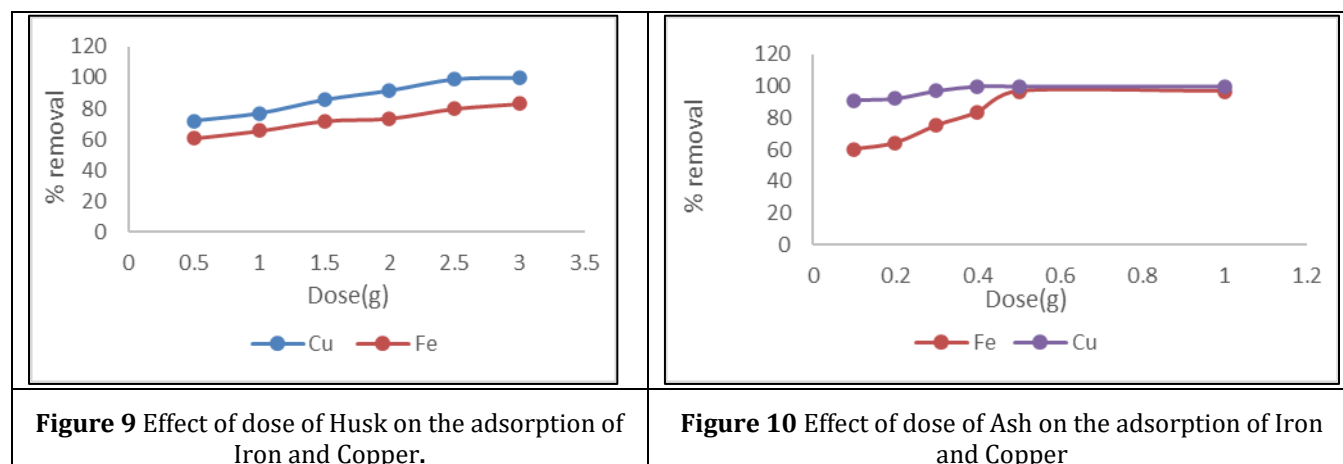 120
100
80
60
40
20
0
% removal
0 0.5 1 1.5 2 2.5 3 3.5
Dose(g)
Cu Fe
120
100
80
60
40
20
0
% removal
0 0.2 0.4 0.6 0.8 1 1.2
Dose(g)
Fe Cu
Figure 9 Effect of dose of Husk on the adsorption of
Iron and Copper.
Figure 10 Effect of dose of Ash on the adsorption of Iron
and Copper